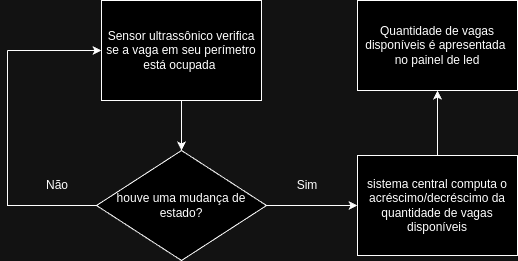 Sensor ultrassônico verifica
se a vaga em seu perímetro
está ocupada
Quantidade de vagas
disponíveis é apresentada
no painel de led
Não
houve uma mudança de
estado?
Sim
sistema central computa o
acréscimo/decréscimo da
quantidade de vagas
disponíveis